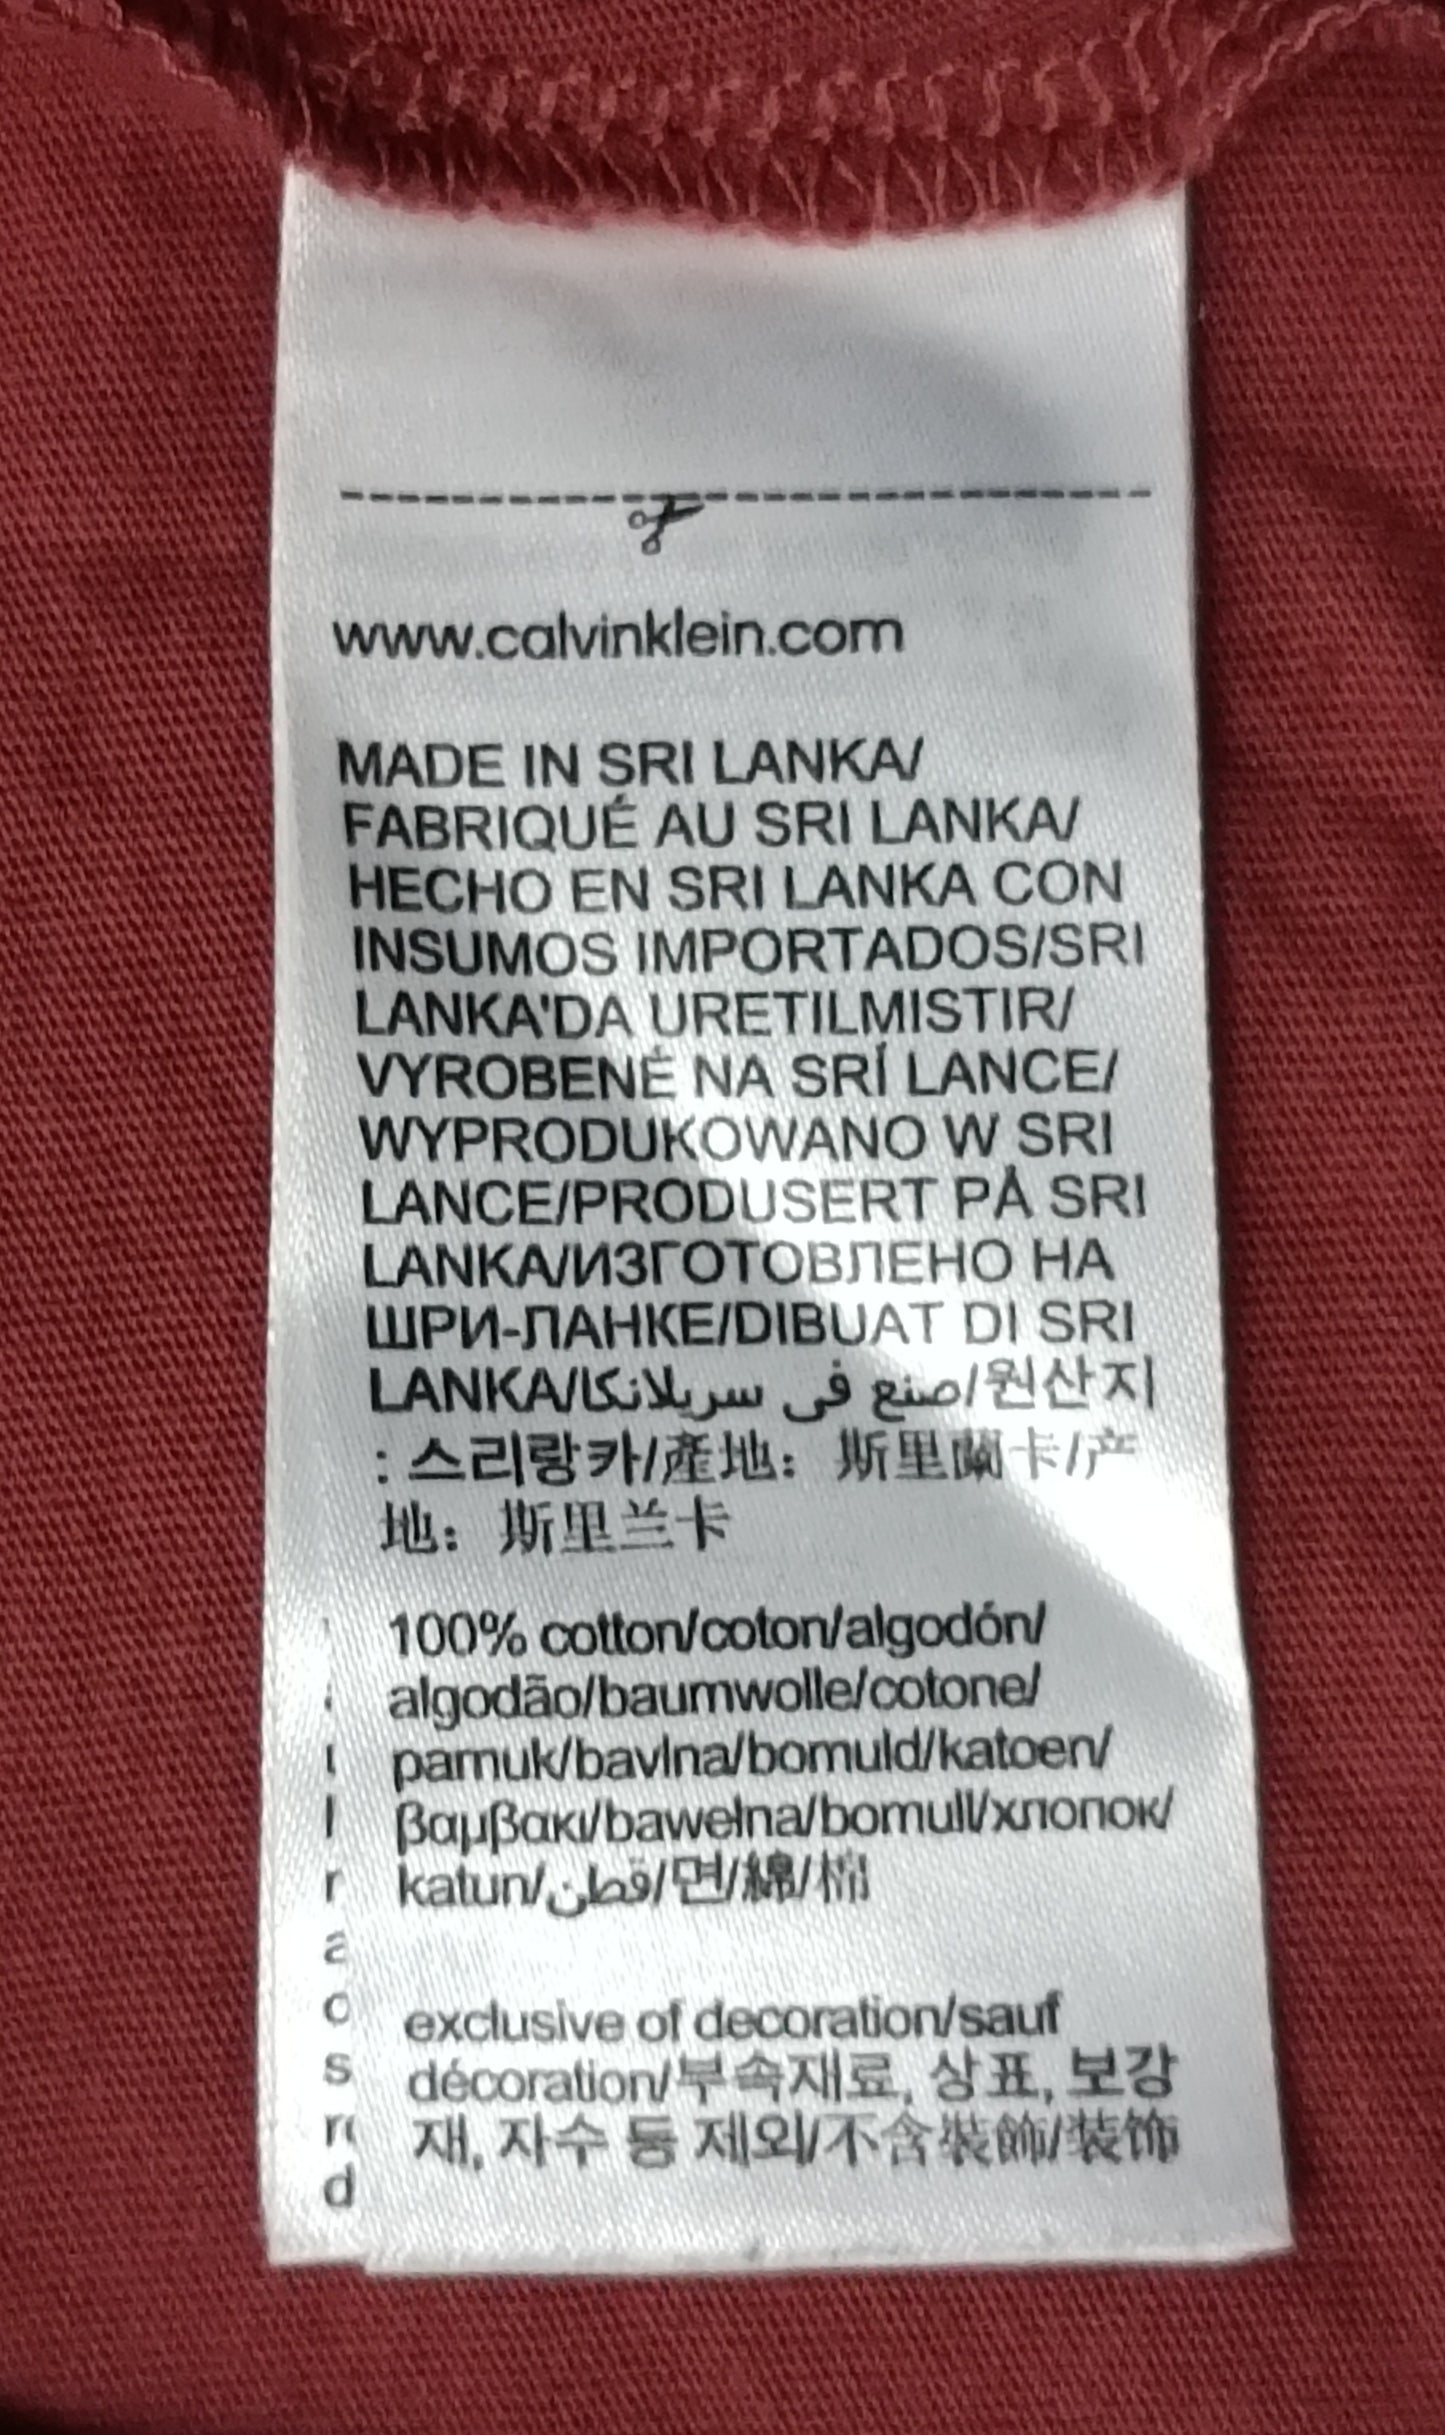 www.calvinklein.com
MADE IN SRI LANKA/
FABRIQUÉ AU SRI LANKA/
HECHO EN SRI LANKA CON
INSUMOS IMPORTADOS/SRI
LANKA'DA URETILMISTIR/
VYROBENÉ NA SRÍ LANCE/
WYPRODUKOWANO W SRI
LANCE/PRODUSERT PÅ SRI
LANKA/ИЗГОТОВЛЕНО НА
ШРИ-ЛАНКЕ/DIBUAT DI SRI
LANKA/صنع في سريلانكا/원산지
: 스리랑카/產地：斯里蘭卡/产
地：斯里兰卡
100% cotton/coton/algodón/
algodão/baumwolle/cotone/
pamuk/bavlna/bomuld/katoen/
βαμβακι/bawełna/bomull/хлопок/
katun/قطن/면/綿/棉
exclusive of decoration/sauf
décoration/부속재료, 상표, 보강
재, 자수 등 제외/不含裝飾/装饰